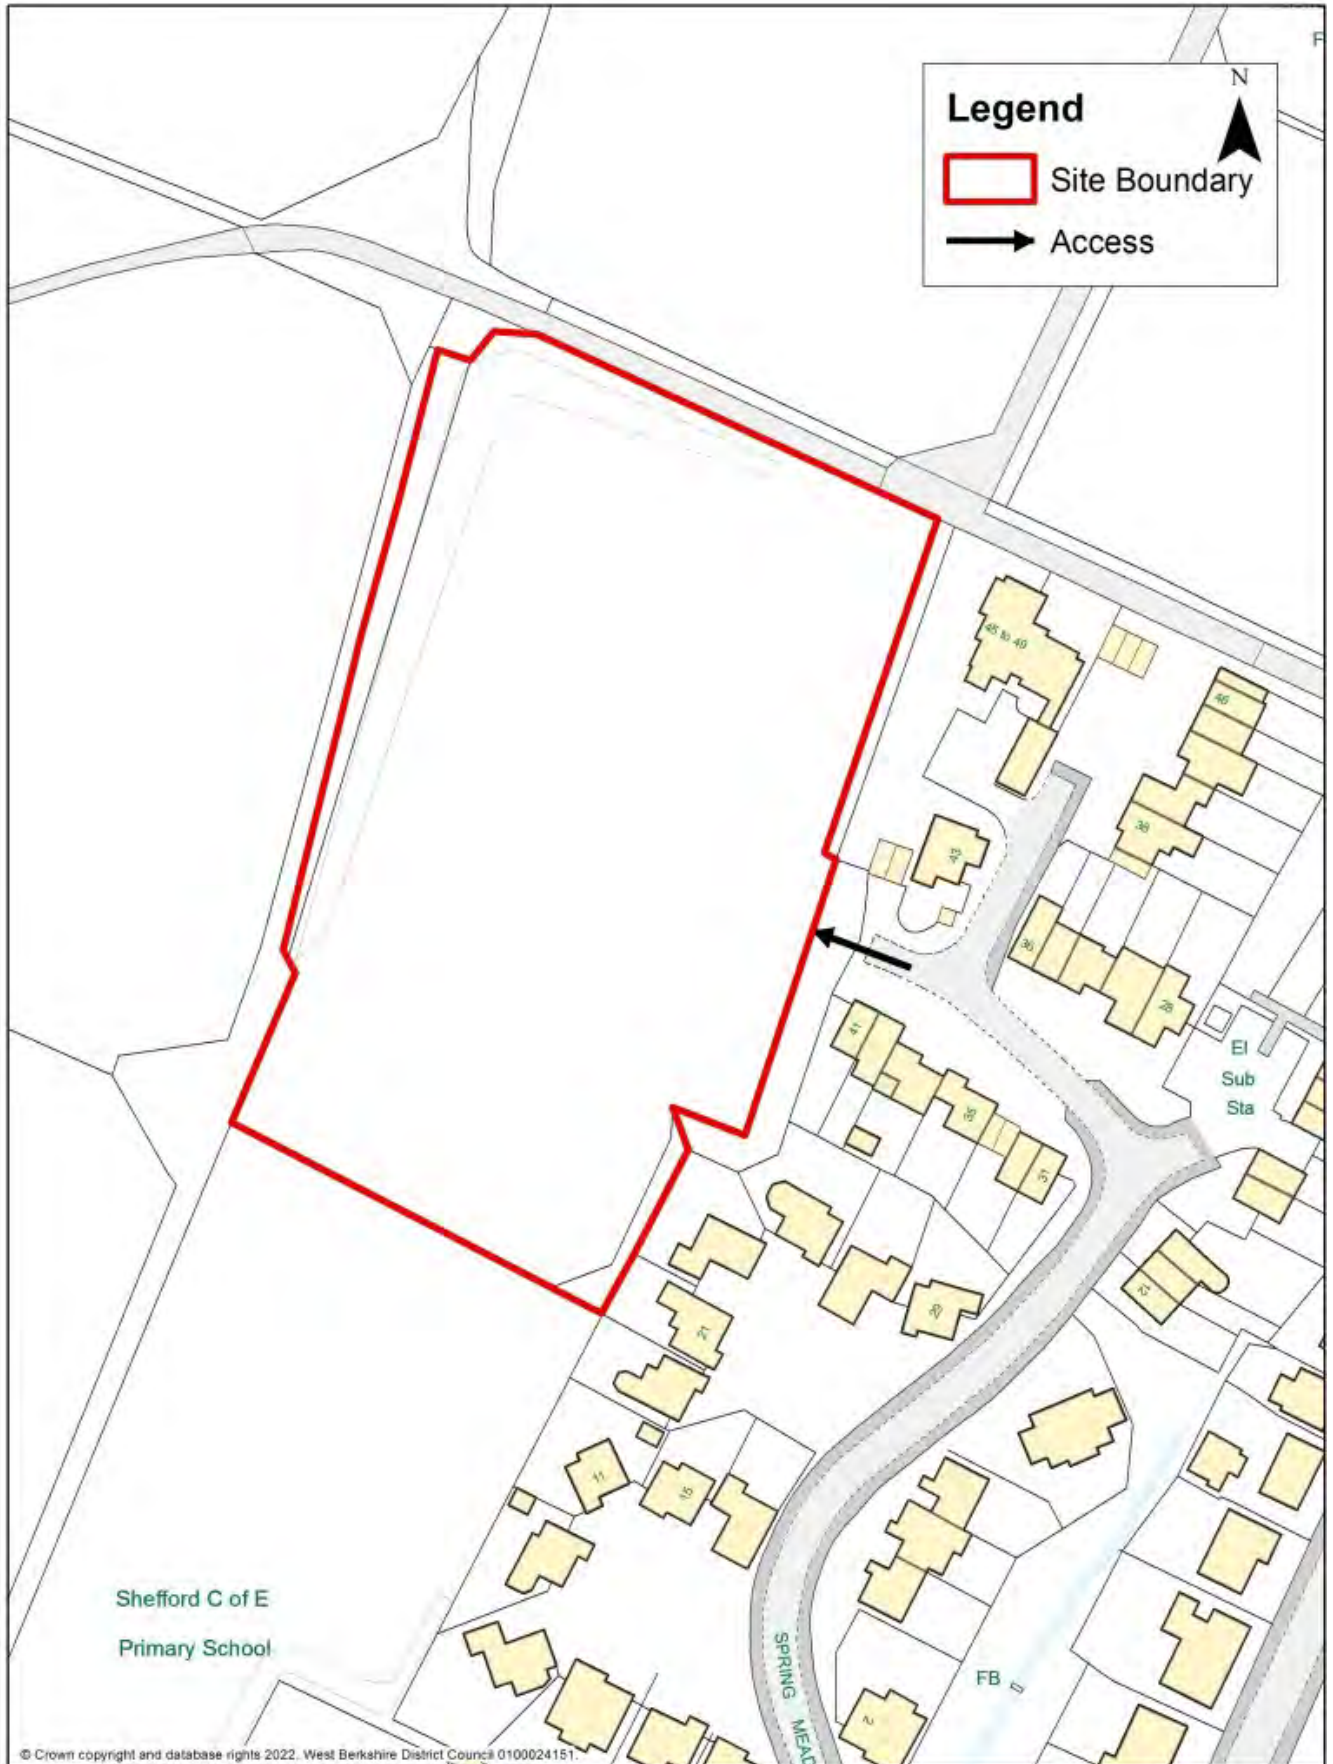 F
N
Legend
Site Boundary
Access
45 to 49
46
38
43
36
28
41
El
Sub
Sta
35
31
21
29
12
11
15
Shefford C of E
Primary School
SPRING MEAD
FB
2
© Crown copyright and database rights 2022. West Berkshire District Council 0100024151.